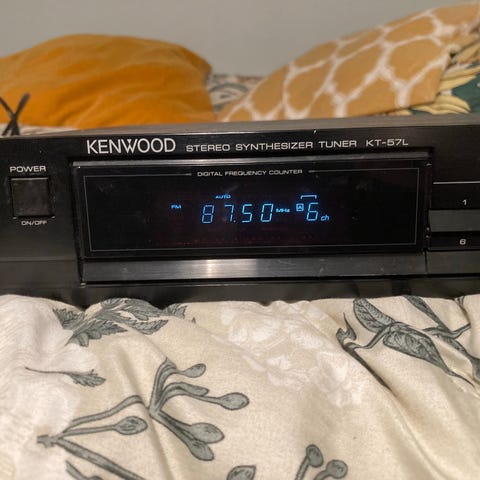 KENWOOD STEREO SYNTHESIZER TUNER KT-57L
POWER
ON/OFF
DIGITAL FREQUENCY COUNTER
AUTO
FM 87.50 MHz A 6 ch
1
6